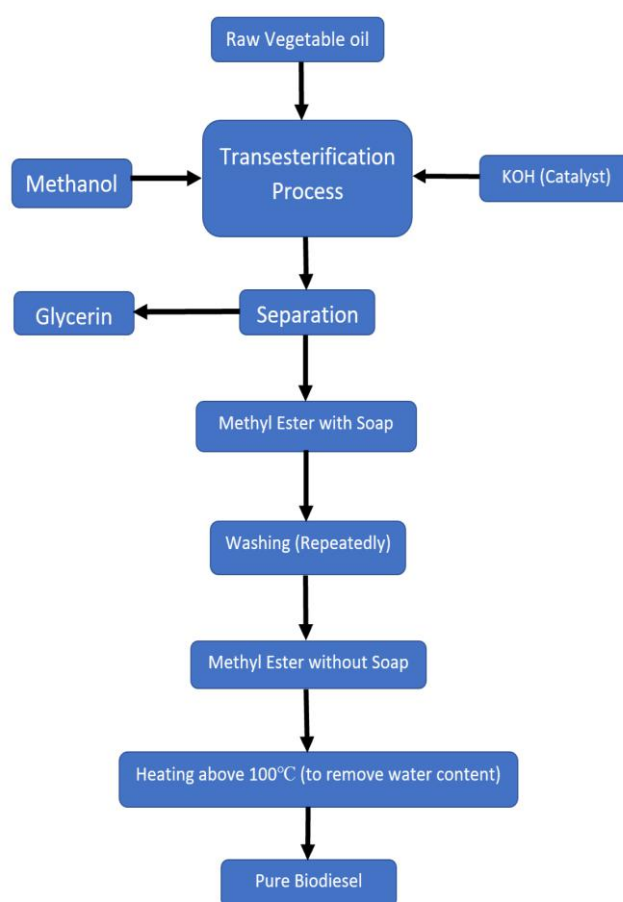 Raw Vegetable oil
Transesterification
Process
Methanol
KOH (Catalyst)
Glycerin
Separation
Methyl Ester with Soap
Washing (Repeatedly)
Methyl Ester without Soap
Heating above 100℃ (to remove water content)
Pure Biodiesel